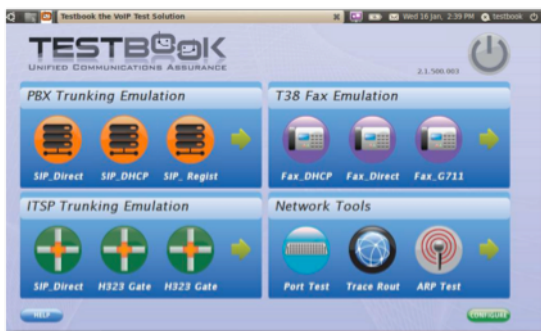 Testbook the VoIP Test Solution
Wed 16 Jan, 2:39 PM testbook
TESTBOOK
UNIFIED COMMUNICATIONS ASSURANCE
2.1.500.003
PBX Trunking Emulation
SIP_Direct SIP_DHCP SIP_ Regist
T38 Fax Emulation
Fax_DHCP Fax_Direct Fax_G711
ITSP Trunking Emulation
SIP_Direct H323 Gate H323 Gate
Network Tools
Port Test Trace Rout ARP Test
HELP
CONFIGURE